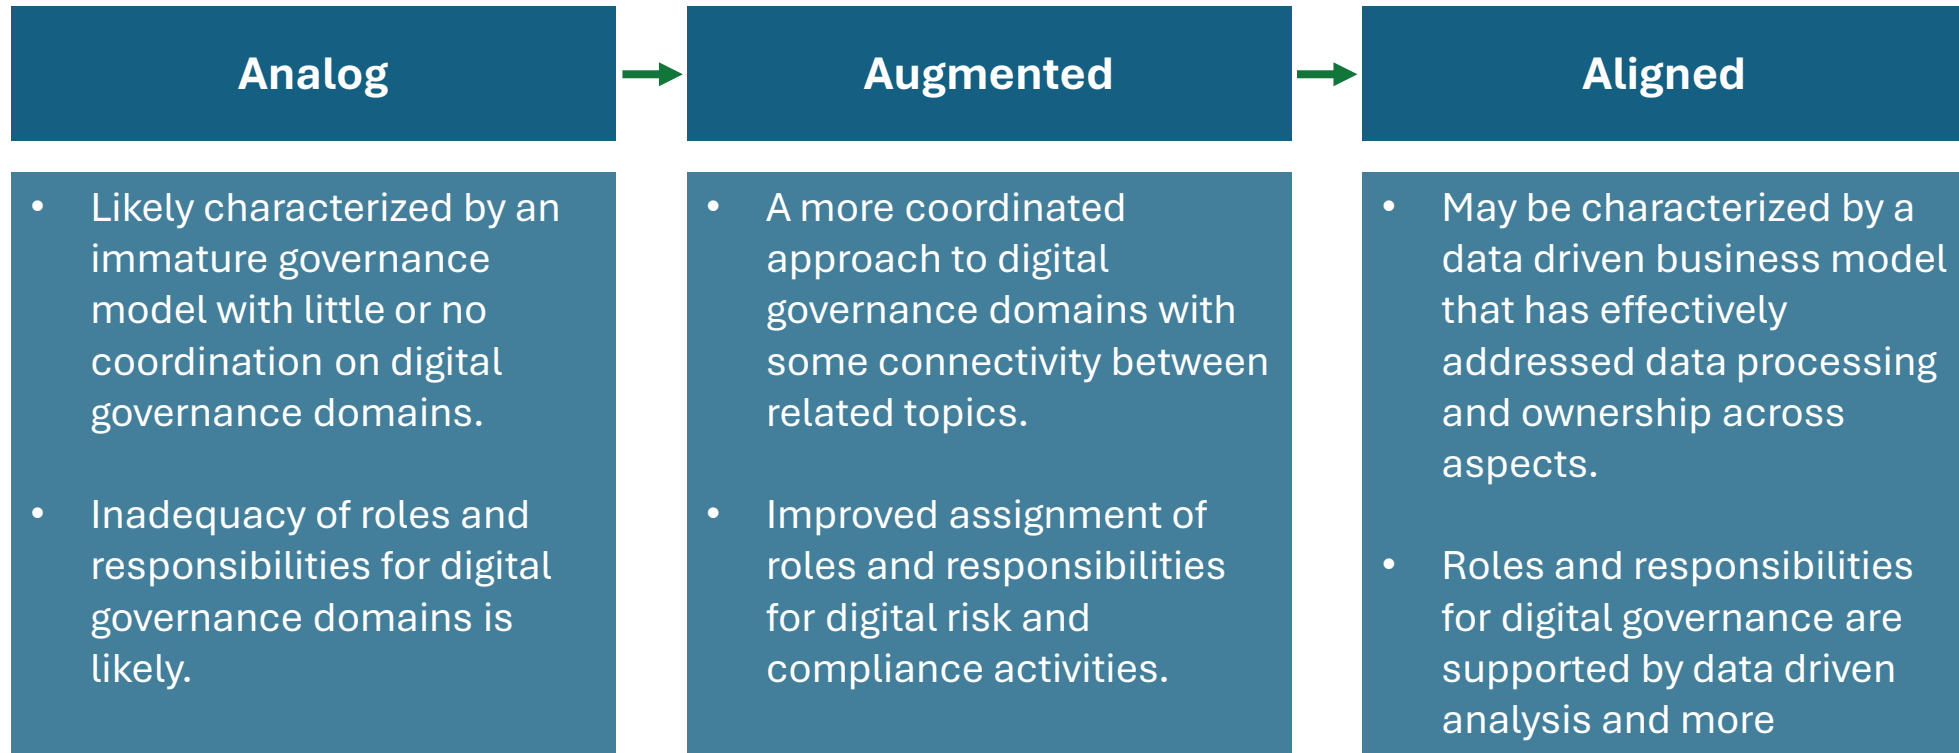 Analog
• Likely characterized by an
immature governance
model with little or no
coordination on digital
governance domains.
• Inadequacy of roles and
responsibilities for digital
governance domains is
likely.
Augmented
• A more coordinated
approach to digital
governance domains with
some connectivity between
related topics.
• Improved assignment of
roles and responsibilities
for digital risk and
compliance activities.
Aligned
• May be characterized by a
data driven business model
that has effectively
addressed data processing
and ownership across
aspects.
• Roles and responsibilities
for digital governance are
supported by data driven
analysis and more